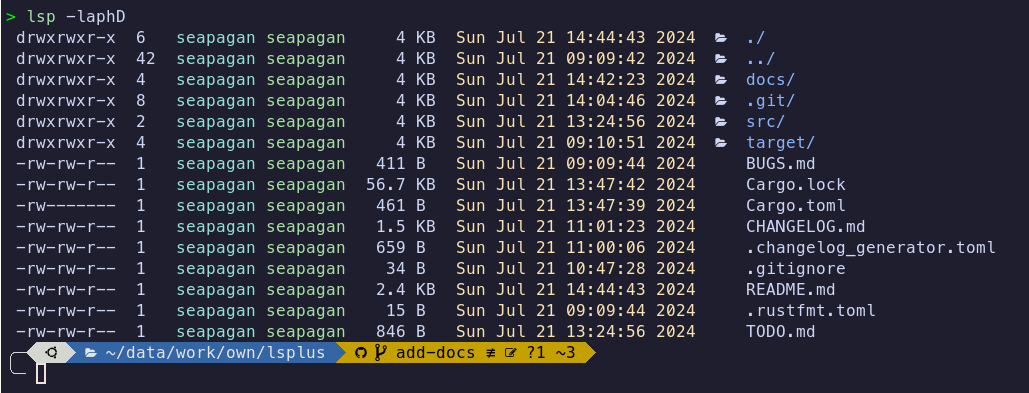 > lsp -laphD
drwxrwxr-x 6 seapagan seapagan 4 KB Sun Jul 21 14:44:43 2024 ./
drwxrwxr-x 42 seapagan seapagan 4 KB Sun Jul 21 09:09:42 2024 ../
drwxrwxr-x 4 seapagan seapagan 4 KB Sun Jul 21 14:42:23 2024 docs/
drwxrwxr-x 8 seapagan seapagan 4 KB Sun Jul 21 14:04:46 2024 .git/
drwxrwxr-x 2 seapagan seapagan 4 KB Sun Jul 21 13:24:56 2024 src/
drwxrwxr-x 4 seapagan seapagan 4 KB Sun Jul 21 09:10:51 2024 target/
-rw-rw-r-- 1 seapagan seapagan 411 B Sun Jul 21 09:09:44 2024 BUGS.md
-rw-rw-r-- 1 seapagan seapagan 56.7 KB Sun Jul 21 13:47:42 2024 Cargo.lock
-rw------- 1 seapagan seapagan 461 B Sun Jul 21 13:47:39 2024 Cargo.toml
-rw-rw-r-- 1 seapagan seapagan 1.5 KB Sun Jul 21 11:01:23 2024 CHANGELOG.md
-rw-rw-r-- 1 seapagan seapagan 659 B Sun Jul 21 11:00:06 2024 .changelog_generator.toml
-rw-rw-r-- 1 seapagan seapagan 34 B Sun Jul 21 10:47:28 2024 .gitignore
-rw-rw-r-- 1 seapagan seapagan 2.4 KB Sun Jul 21 14:44:43 2024 README.md
-rw-rw-r-- 1 seapagan seapagan 15 B Sun Jul 21 09:09:44 2024 .rustfmt.toml
-rw-rw-r-- 1 seapagan seapagan 846 B Sun Jul 21 13:24:56 2024 TODO.md
~/data/work/own/lsplus add-docs ≢ ?1 ~3